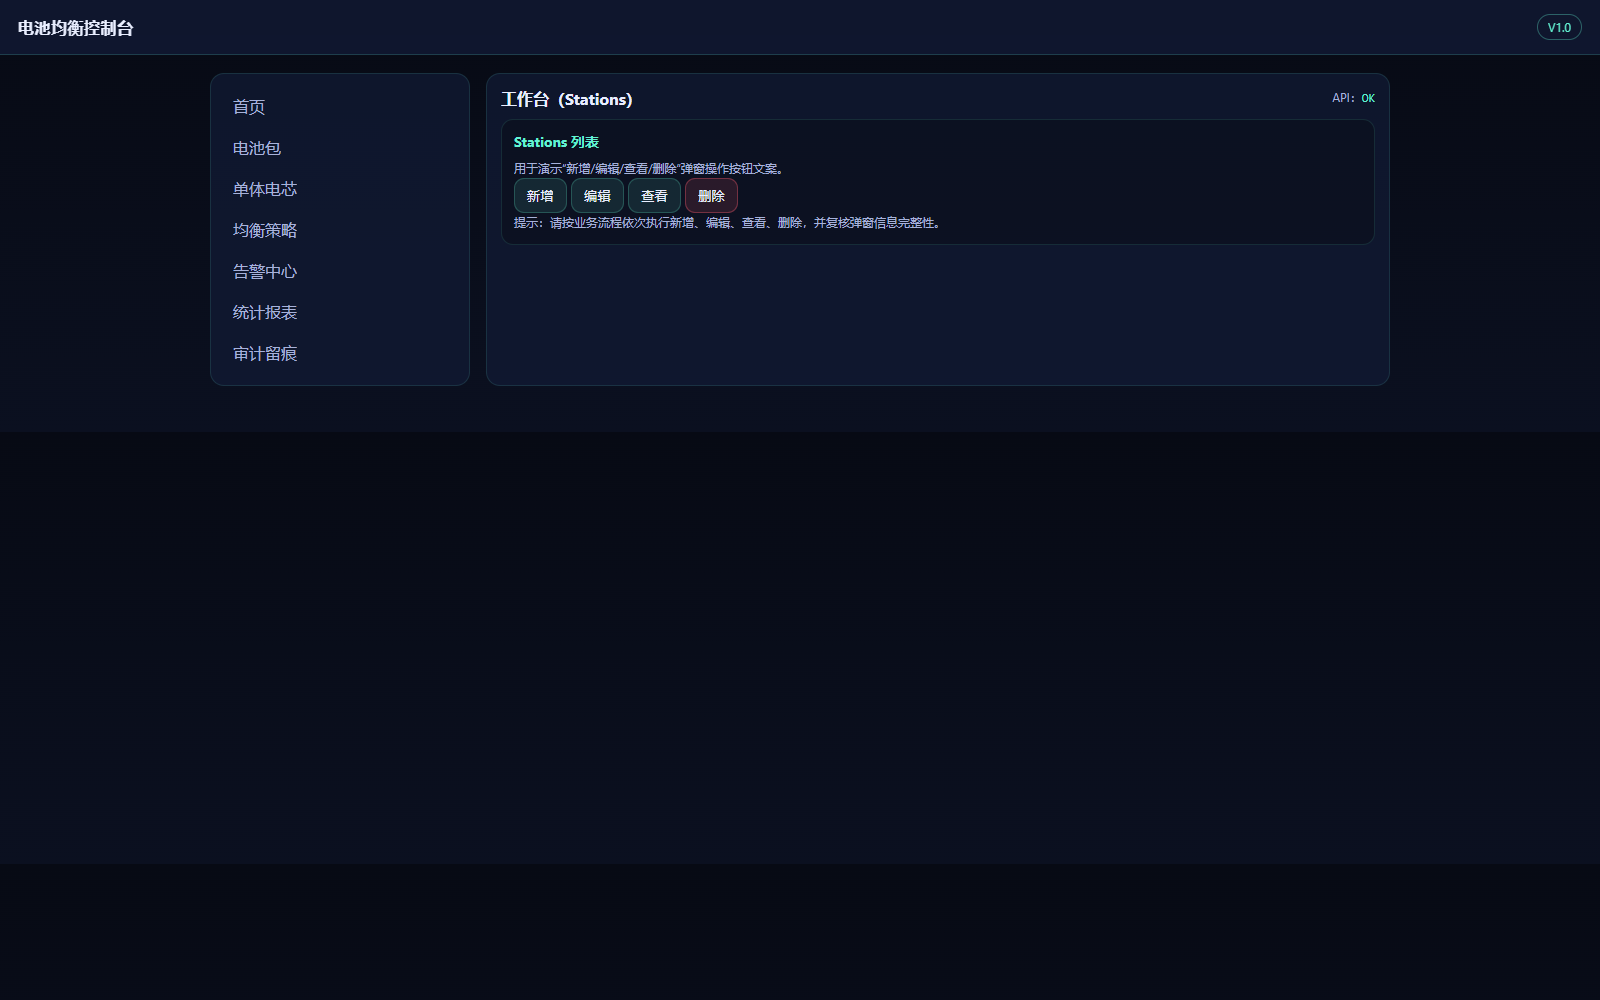 电池均衡控制台
V1.0
首页
电池包
单体电芯
均衡策略
告警中心
统计报表
审计留痕
工作台（Stations）
API：OK
Stations 列表
用于演示“新增/编辑/查看/删除”弹窗操作按钮文案。
新增 编辑 查看 删除
提示：请按业务流程依次执行新增、编辑、查看、删除，并复核弹窗信息完整性。